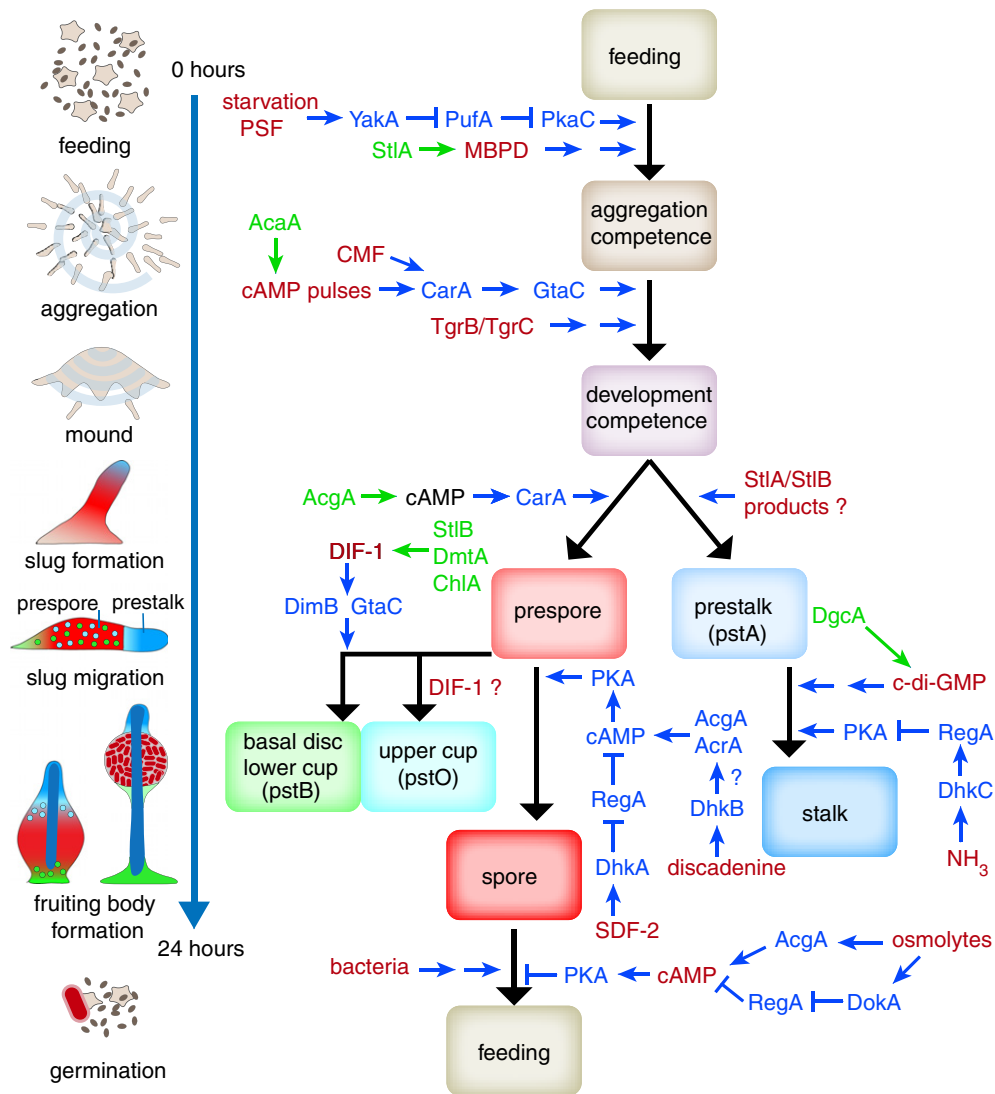 0 hours
feeding
aggregation
mound
slug formation
prespore prestalk
slug migration
fruiting body
formation
24 hours
germination
feeding
starvation
PSF
YakA PufA PkaC
StlA MBPD
aggregation
competence
AcaA
CMF
cAMP pulses CarA GtaC
TgrB/TgrC
development
competence
AcgA cAMP CarA
StlA/StlB
products ?
StlB
DIF-1 DmtA
ChlA
DimB GtaC
prespore
prestalk
(pstA)
DgcA
c-di-GMP
DIF-1 ?
basal disc
lower cup
(pstB)
upper cup
(pstO)
PKA
cAMP
AcgA
AcrA
?
RegA
DhkB
DhkA
discadenine
SDF-2
PKA RegA
DhkC
NH3
stalk
spore
bacteria
PKA cAMP
AcgA osmolytes
RegA DokA
feeding